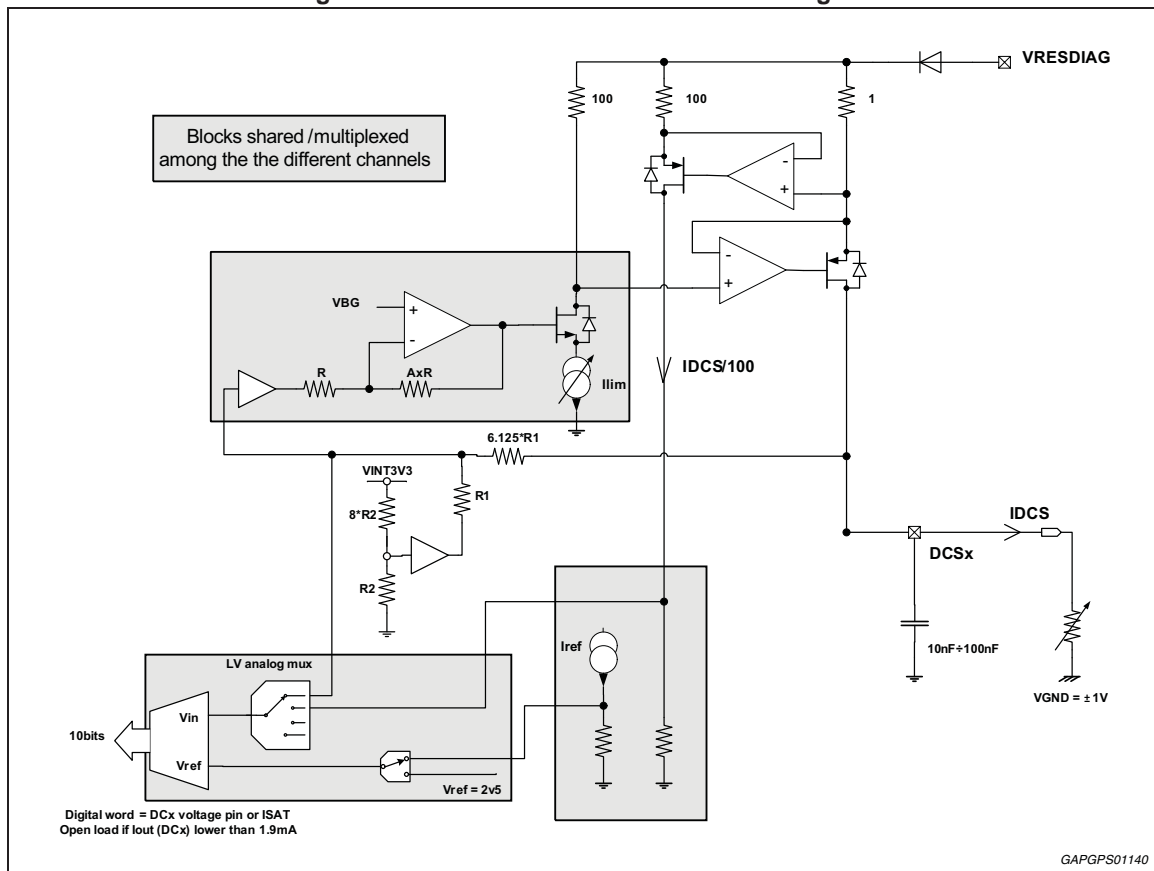 VRESDIAG
100
100
1
Blocks shared /multiplexed
among the the different channels
-
+
-
+
VBG
+
-
R
AxR
Ilim
IDCS/100
6.125*R1
VINT3V3
R1
8*R2
R2
IDCS
DCSx
10nF÷100nF
VGND = ± 1V
Iref
LV analog mux
Vin
10bits
Vref
Vref = 2v5
Digital word = DCx voltage pin or ISAT
Open load if Iout (DCx) lower than 1.9mA
GAPGPS01140